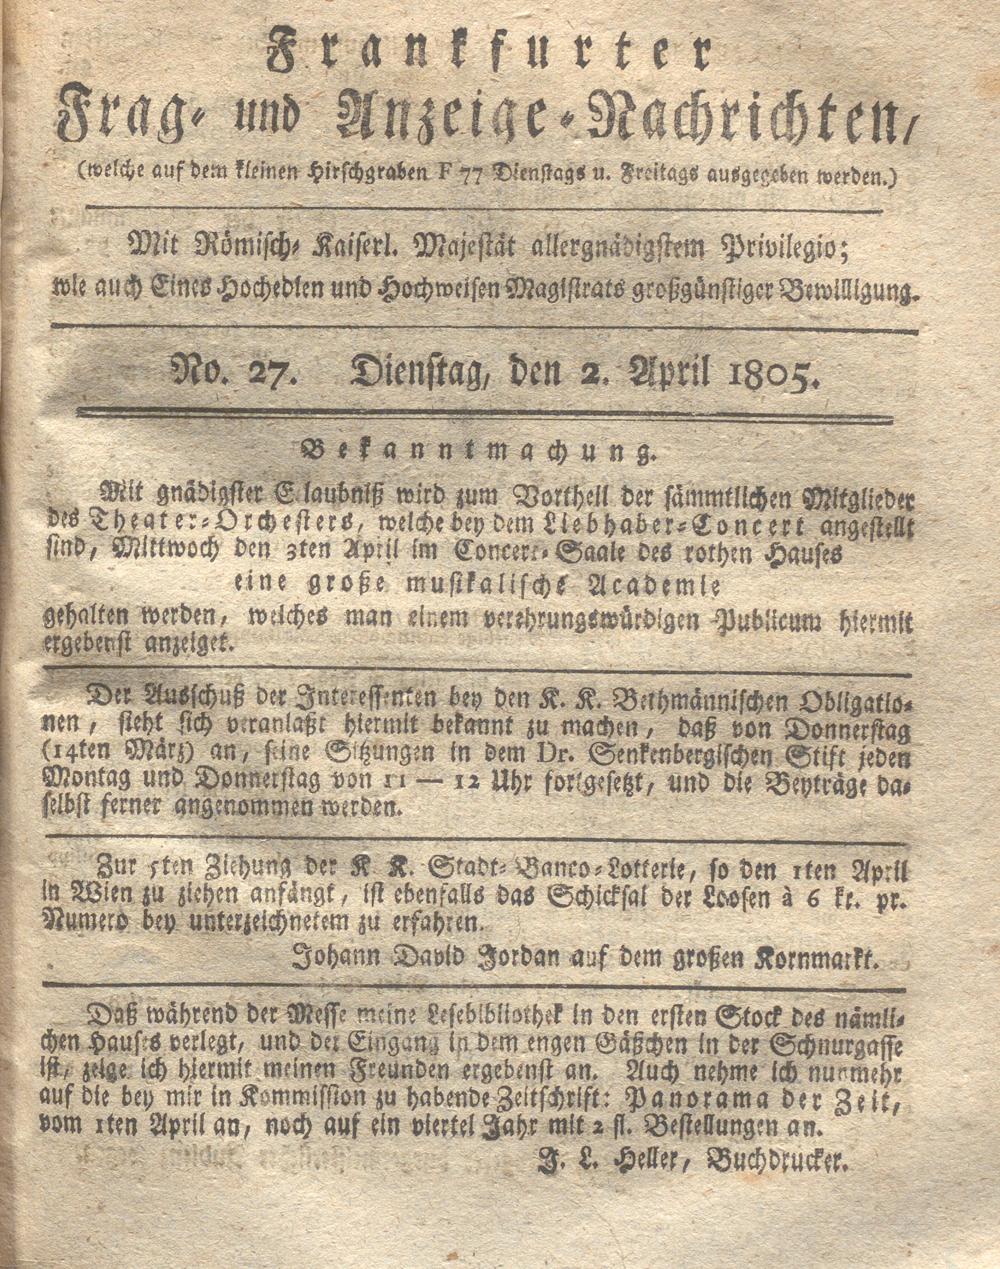 Frankfurter
Frag- und Anzeige-Nachrichten,
(welche auf dem kleinen Hirschgraben F 77 Dienstags u. Freitags ausgegeben werden.)
Mit Römisch- Kaiserl. Majestät allergnädigstem Privilegio;
wie auch Eines Hochedlen und Hochweisen Magistrats großgünstiger Bewilligung.
No. 27. Dienstag, den 2. April 1805.
Bekanntmachung.
Mit gnädigster E laubniß wird zum Vortheil der sämmtlichen Mitglieder
des Theater-Orchesters, welche bey dem Liebhaber-Concert angestellt
sind, Mittwoch den 3ten April im Concert-Saale des rothen Hauses
eine große musikalische Academie
gehalten werden, welches man einem verehrungswürdigen Publicum hiermit
ergebenst anzeiget.
Der Ausschuß der Interessenten bey den K. K. Bethmännischen Obligatio-
nen, sieht sich veranlaßt hiermit bekannt zu machen, daß von Donnerstag
(14ten März) an, seine Sitzungen in dem Dr. Senkenbergischen Stift jeden
Montag und Donnerstag von 11 — 12 Uhr fortgesetzt, und die Beyträge da-
selbst ferner angenommen werden.
Zur 5ten Ziehung der K K. Stadt-Banco-Lotterie, so den 1ten April
in Wien zu ziehen anfängt, ist ebenfalls das Schicksal der Loosen à 6 kr. pr.
Numero bey unterzeichnetem zu erfahren.
Johann David Jordan auf dem großen Kornmarkt.
Daß während der Messe meine Lesebibliothek in den ersten Stock des nämli-
chen Hauses verlegt, und der Eingang in dem engen Gäßchen in der Schnurgasse
ist, zeige ich hiermit meinen Freunden ergebenst an. Auch nehme ich nunmehr
auf die bey mir in Kommission zu habende Zeitschrift: Panorama der Zeit,
vom 1ten April an, noch auf ein viertel Jahr mit 2 fl. Bestellungen an.
J. L. Heller, Buchdrucker.